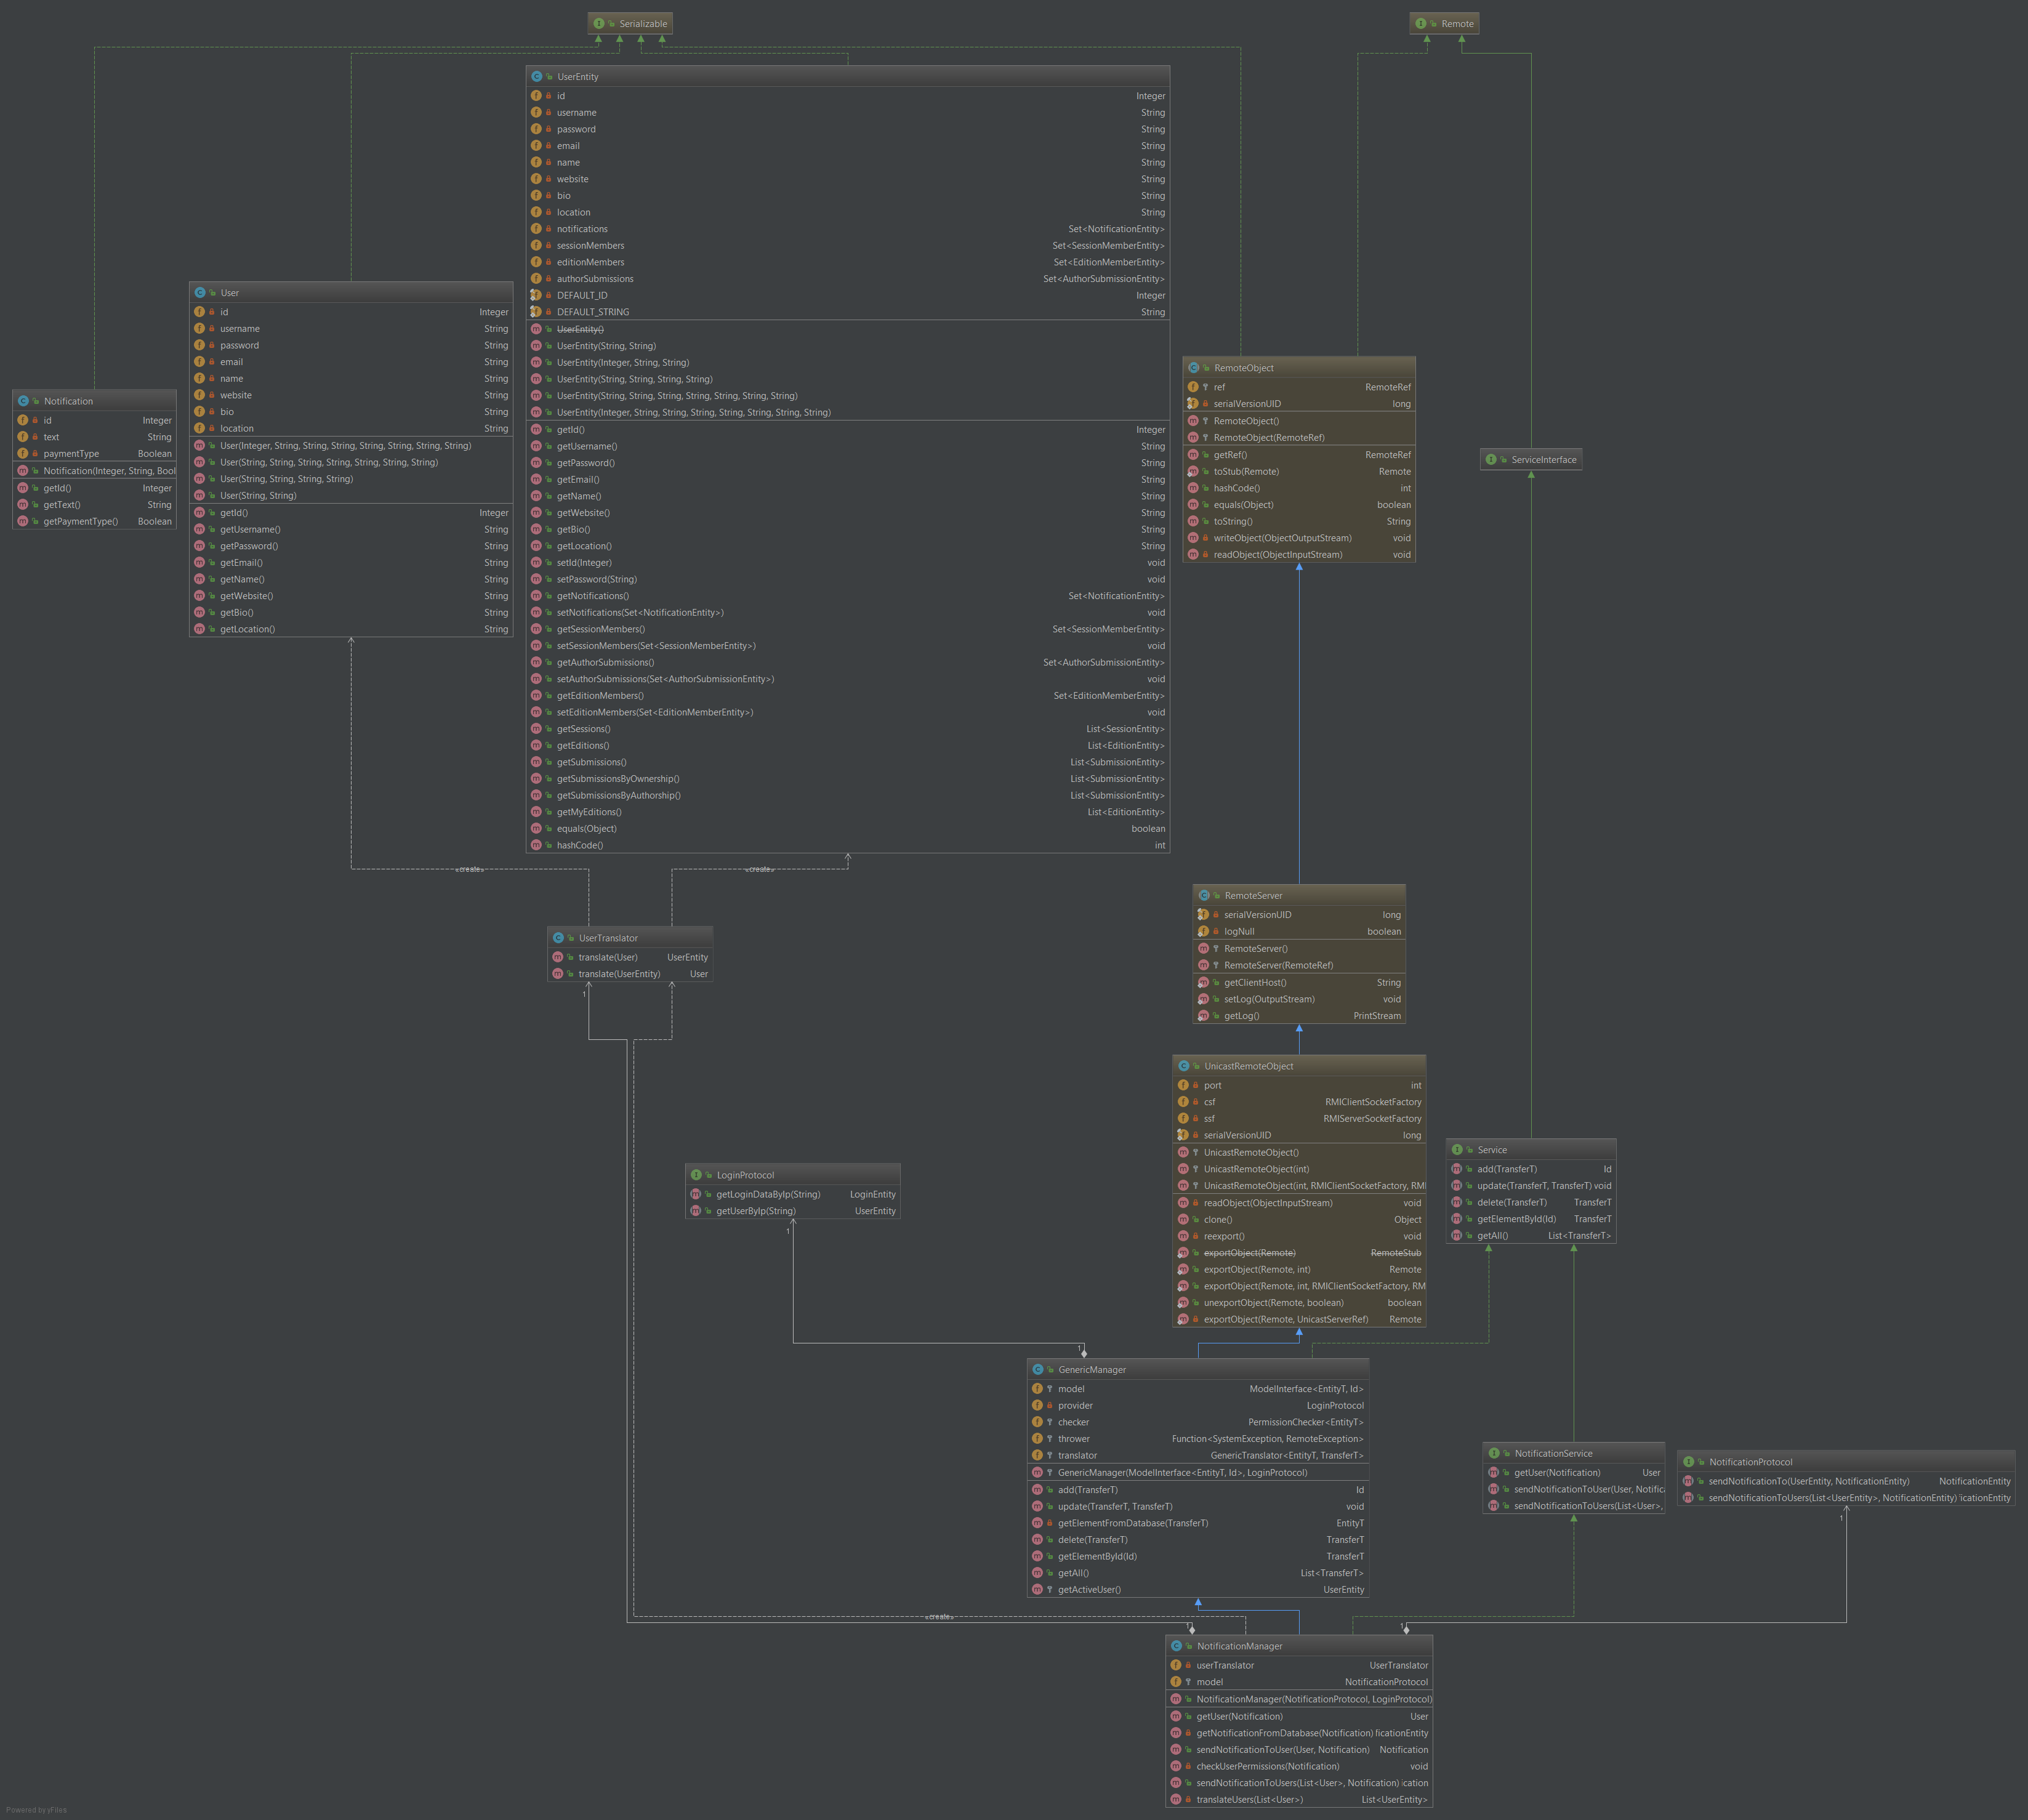 Serializable
Remote
UserEntity
id Integer
username String
password String
email String
name String
website String
bio String
location String
notifications Set<NotificationEntity>
sessionMembers Set<SessionMemberEntity>
editionMembers Set<EditionMemberEntity>
authorSubmissions Set<AuthorSubmissionEntity>
DEFAULT_ID Integer
DEFAULT_STRING String
UserEntity()
UserEntity(String, String)
UserEntity(Integer, String, String)
UserEntity(String, String, String, String)
UserEntity(String, String, String, String, String, String, String)
UserEntity(Integer, String, String, String, String, String, String, String)
getId() Integer
getUsername() String
getPassword() String
getEmail() String
getName() String
getWebsite() String
getBio() String
getLocation() String
setId(Integer) void
setPassword(String) void
getNotifications() Set<NotificationEntity>
setNotifications(Set<NotificationEntity>) void
getSessionMembers() Set<SessionMemberEntity>
setSessionMembers(Set<SessionMemberEntity>) void
getAuthorSubmissions() Set<AuthorSubmissionEntity>
setAuthorSubmissions(Set<AuthorSubmissionEntity>) void
getEditionMembers() Set<EditionMemberEntity>
setEditionMembers(Set<EditionMemberEntity>) void
getSessions() List<SessionEntity>
getEditions() List<EditionEntity>
getSubmissions() List<SubmissionEntity>
getSubmissionsByOwnership() List<SubmissionEntity>
getSubmissionsByAuthorship() List<SubmissionEntity>
getMyEditions() List<EditionEntity>
equals(Object) boolean
hashCode() int
User
id Integer
username String
password String
email String
name String
website String
bio String
location String
User(Integer, String, String, String, String, String, String, String)
User(String, String, String, String, String, String, String)
User(String, String, String, String)
User(String, String)
getId() Integer
getUsername() String
getPassword() String
getEmail() String
getName() String
getWebsite() String
getBio() String
getLocation() String
Notification
id Integer
text String
paymentType Boolean
Notification(Integer, String, Bool
getId() Integer
getText() String
getPaymentType() Boolean
RemoteObject
ref RemoteRef
serialVersionUID long
RemoteObject()
RemoteObject(RemoteRef)
getRef() RemoteRef
toStub(Remote) Remote
hashCode() int
equals(Object) boolean
toString() String
writeObject(ObjectOutputStream) void
readObject(ObjectInputStream) void
ServiceInterface
«create»
«create»
RemoteServer
serialVersionUID long
logNull boolean
RemoteServer()
RemoteServer(RemoteRef)
getClientHost() String
setLog(OutputStream) void
getLog() PrintStream
UserTranslator
translate(User) UserEntity
translate(UserEntity) User
1
UnicastRemoteObject
port int
csf RMIClientSocketFactory
ssf RMIServerSocketFactory
serialVersionUID long
UnicastRemoteObject()
UnicastRemoteObject(int)
UnicastRemoteObject(int, RMIClientSocketFactory, RMI
readObject(ObjectInputStream) void
clone() Object
reexport() void
exportObject(Remote) RemoteStub
exportObject(Remote, int) Remote
exportObject(Remote, int, RMIClientSocketFactory, RM
unexportObject(Remote, boolean) boolean
exportObject(Remote, UnicastServerRef) Remote
Service
add(TransferT) Id
update(TransferT, TransferT) void
delete(TransferT) TransferT
getElementById(Id) TransferT
getAll() List<TransferT>
LoginProtocol
getLoginDataByIp(String) LoginEntity
getUserByIp(String) UserEntity
1
1
GenericManager
model ModelInterface<EntityT, Id>
provider LoginProtocol
checker PermissionChecker<EntityT>
thrower Function<SystemException, RemoteException>
translator GenericTranslator<EntityT, TransferT>
GenericManager(ModelInterface<EntityT, Id>, LoginProtocol)
add(TransferT) Id
update(TransferT, TransferT) void
getElementFromDatabase(TransferT) EntityT
delete(TransferT) TransferT
getElementById(Id) TransferT
getAll() List<TransferT>
getActiveUser() UserEntity
NotificationService
getUser(Notification) User
sendNotificationToUser(User, Notific
sendNotificationToUsers(List<User>,
NotificationProtocol
sendNotificationTo(UserEntity, NotificationEntity) NotificationEntity
sendNotificationToUsers(List<UserEntity>, NotificationEntity) icationEntity
1
«create»
1
1
NotificationManager
userTranslator UserTranslator
model NotificationProtocol
NotificationManager(NotificationProtocol, LoginProtocol)
getUser(Notification) User
getNotificationFromDatabase(Notification) ficationEntity
sendNotificationToUser(User, Notification) Notification
checkUserPermissions(Notification) void
sendNotificationToUsers(List<User>, Notification) ication
translateUsers(List<User>) List<UserEntity>
Powered by yFiles